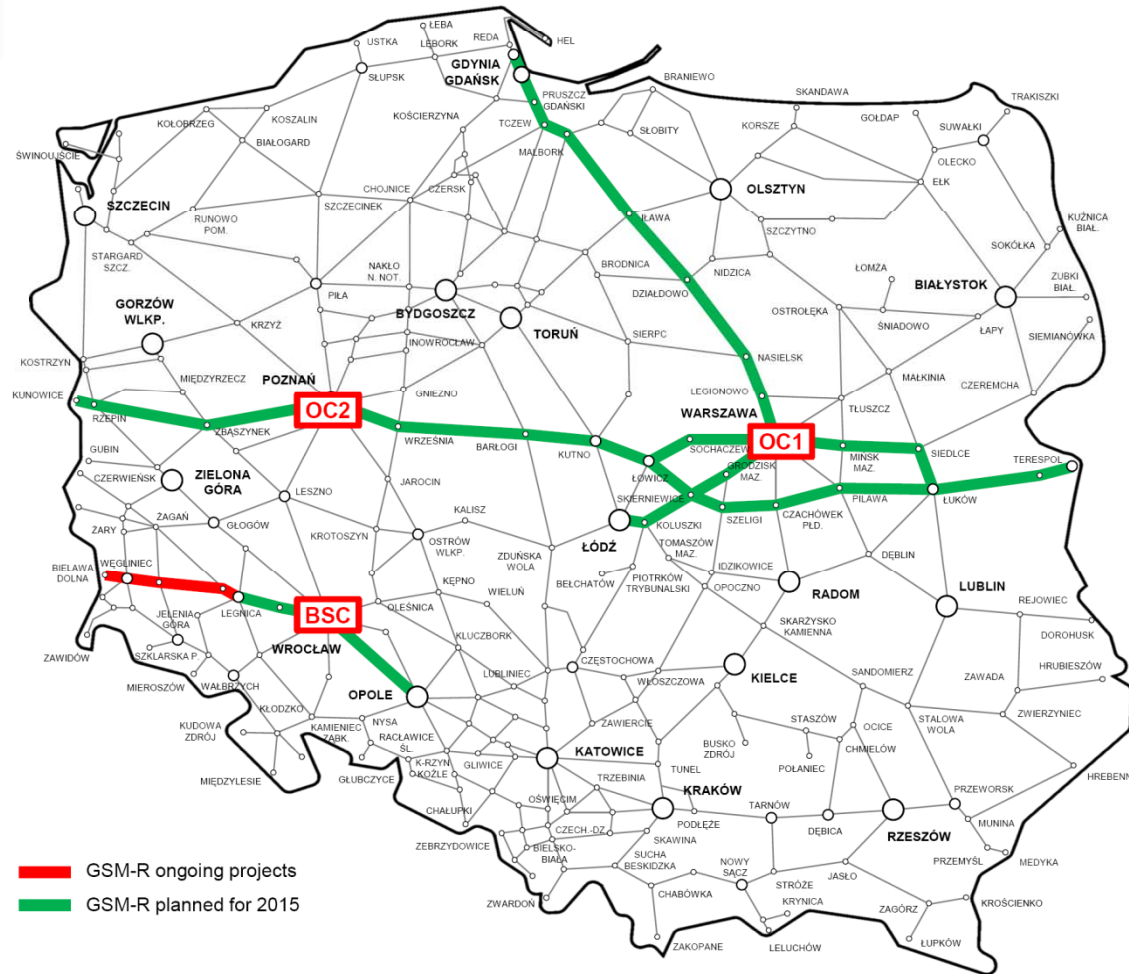 ŁEBA
USTKA
LĘBORK
REDA
HEL
GDYNIA
GDAŃSK
SŁUPSK
BRANIEWO
SKANDAWA
TRAKISZKI
PRUSZCZ
GDAŃSKI
KOŁOBRZEG
KOSZALIN
KOŚCIERZYNA
TCZEW
SŁOBITY
KORSZE
GOŁDAP
SUWAŁKI
BIAŁOGARD
MALBORK
ŚWINOUJŚCIE
OLECKO
CHOJNICE
CZERSK
OLSZTYN
EŁK
SZCZECIN
SZCZECINEK
RUNOWO
POM.
IŁAWA
SZCZYTNO
KUŹNICA
BIAŁ.
STARGARD
SZCZ.
SOKÓŁKA
BRODNICA
NIDZICA
NAKŁO
N. NOT.
ŁOMŻA
BIAŁYSTOK
ZUBKI
BIAŁ.
PIŁA
DZIAŁDOWO
GORZÓW
WLKP.
BYDGOSZCZ
OSTROŁĘKA
ŚNIADOWO
ŁAPY
KRZYŻ
TORUŃ
SIERPC
SIEMIANÓWKA
INOWROCŁAW
KOSTRZYN
NASIELSK
MAŁKINIA
MIĘDZYRZECZ
POZNAŃ
GNIEZNO
LEGIONOWO
CZEREMCHA
KUNOWICE
OC2
WARSZAWA
TŁUSZCZ
RZEPIN
ZBĄSZYNEK
WRZEŚNIA
BARŁOGI
KUTNO
SOCHACZEW
OC1
MIŃSK
MAZ.
SIEDLCE
TERESPOL
GUBIN
CZERWIEŃSK
ZIELONA
GÓRA
ŁOWICZ
GRODZISK
MAZ.
LESZNO
JAROCIN
SKIERNIEWICE
PILAWA
ŁUKÓW
ŻARY
ŻAGAŃ
GŁOGÓW
KALISZ
SZELIGI
CZACHÓWEK
PŁD.
KROTOSZYN
OSTRÓW
WLKP.
ŁÓDŹ
KOLUSZKI
TOMASZÓW
MAZ.
ZDUŃSKA
WOLA
DĘBLIN
BIELAWA
DOLNA
WĘGLINIEC
IDZIKOWICE
KĘPNO
BEŁCHATÓW
PIOTRKÓW
TRYBUNALSKI
OPOCZNO
RADOM
LUBLIN
LEGNICA
BSC
OLEŚNICA
WIELUŃ
REJOWIEC
JELENIA
GÓRA
SKARŻYSKO
KAMIENNA
DOROHUSK
ZAWIDÓW
SZKLARSKA P.
WROCŁAW
KLUCZBORK
MIEROSZÓW
WAŁBRZYCH
LUBLINIEC
CZĘSTOCHOWA
WŁOSZCZOWA
KIELCE
SANDOMIERZ
HRUBIESZÓW
ZAWADA
OPOLE
KŁODZKO
NYSA
ZAWIERCIE
STASZÓW
OCICE
STALOWA
WOLA
ZWIERZYNIEC
KUDOWA
ZDRÓJ
KAMIENIEC
ZĄBK.
RACŁAWICE
ŚL.
BUSKO
ZDRÓJ
CHMIELÓW
KATOWICE
K-RZYN
KOŹLE
GLIWICE
POŁANIEC
MIĘDZYLESIE
GŁUBCZYCE
TUNEL
HREBENNE
TRZEBINIA
KRAKÓW
OŚWIĘCIM
CHAŁUPKI
PRZEWORSK
TARNÓW
PODŁĘŻE
DĘBICA
RZESZÓW
MUNINA
CZECH.-DZ.
SKAWINA
ZEBRZYDOWICE
BIELSKO-
BIAŁA
SUCHA
BESKIDZKA
NOWY
SĄCZ
PRZEMYŚL
MEDYKA
GSM-R ongoing projects
STRÓŻE
JASŁO
CHABÓWKA
KRYNICA
GSM-R planned for 2015
ZWARDOŃ
ZAGÓRZ
KROŚCIENKO
ZAKOPANE
LELUCHÓW
ŁUPKÓW